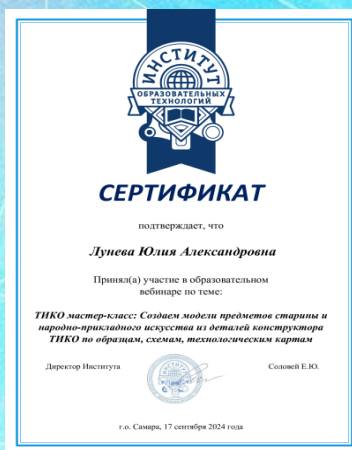 ИНСТИТУТ
ОБРАЗОВАТЕЛЬНЫХ
ТЕХНОЛОГИЙ
СЕРТИФИКАТ
подтверждает, что
Лунева Юлия Александровна
Принял(а) участие в образовательном
вебинаре по теме:
ТИКО мастер-класс: Создаем модели предметов старины и
народно-прикладного искусства из деталей конструктора
ТИКО по образцам, схемам, технологическим картам
Директор Института
Соловей Е.Ю.
г.о. Самара, 17 сентября 2024 года